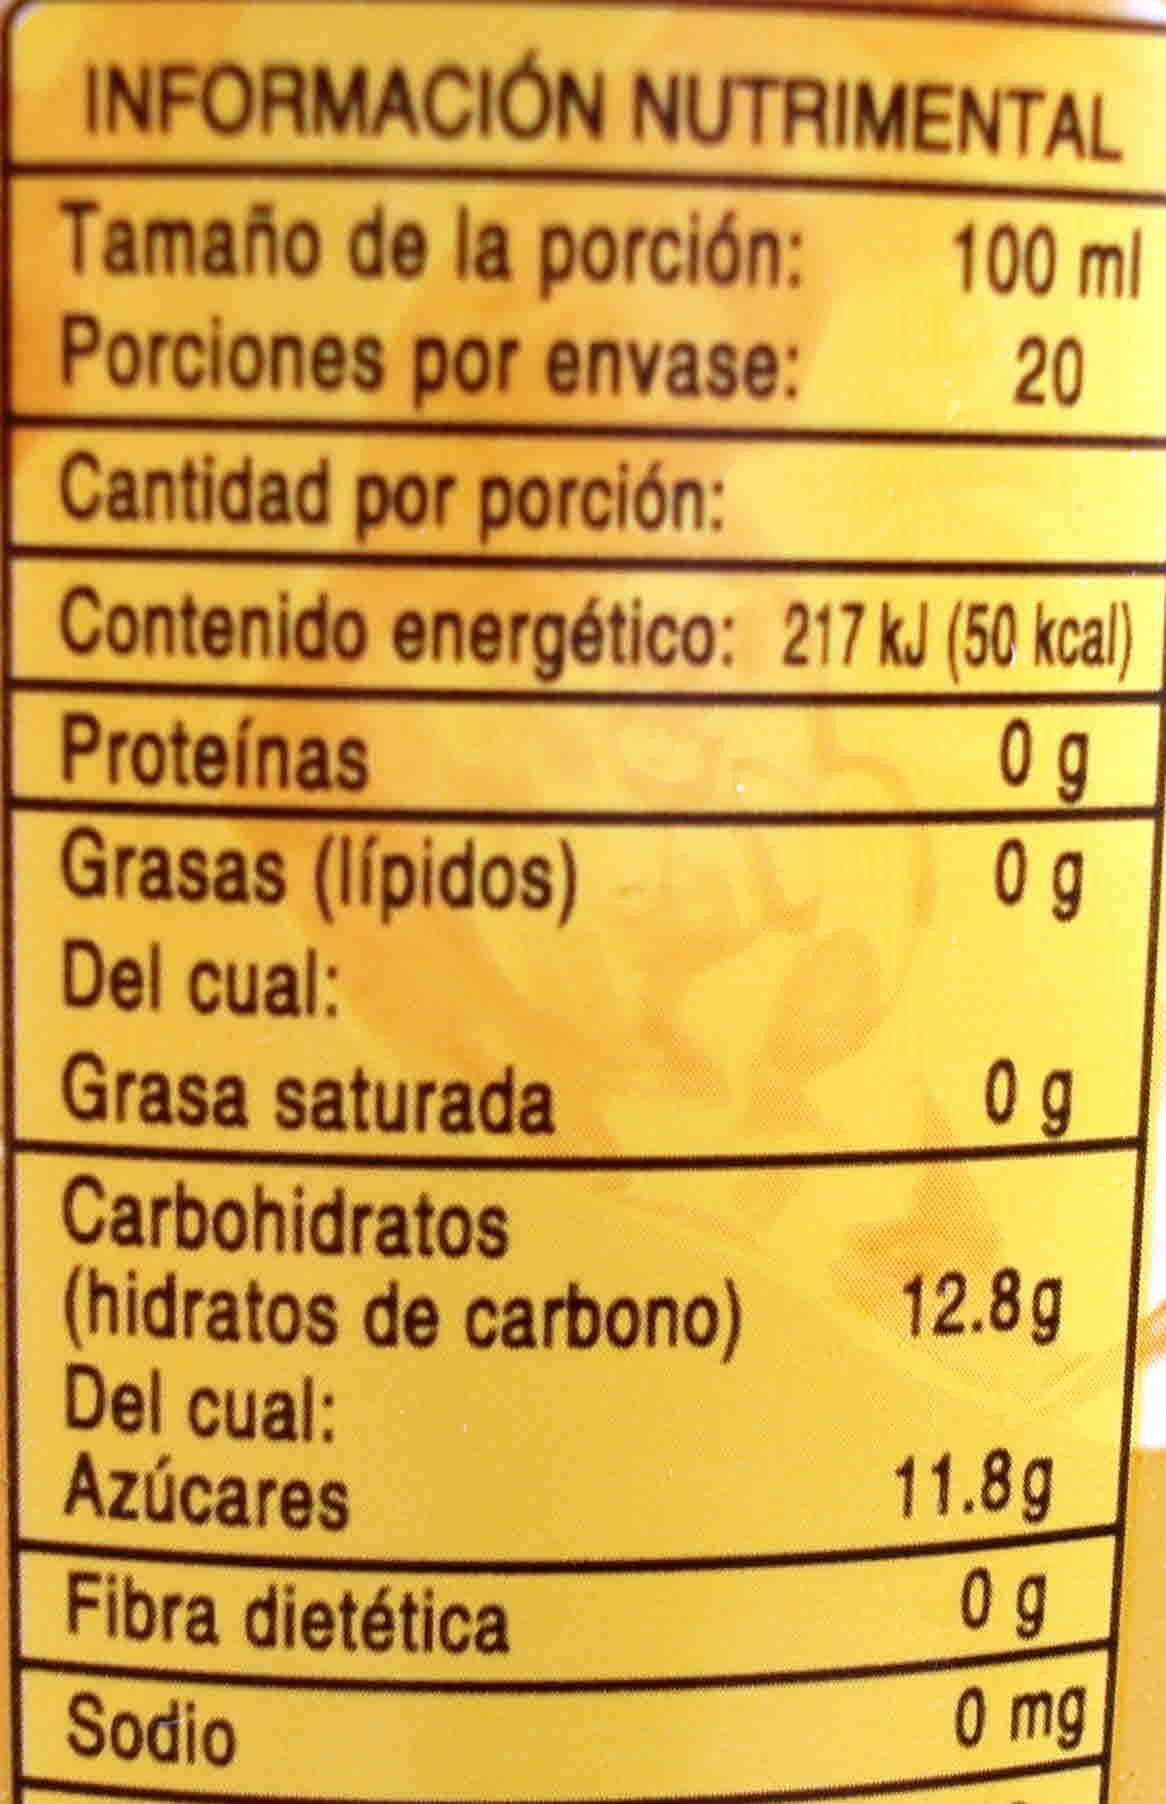 INFORMACIÓN NUTRIMENTAL
Tamaño de la porción: 100 ml
Porciones por envase: 20
Cantidad por porción:
Contenido energético: 217 kJ (50 kcal)
Proteínas 0 g
Grasas (lípidos) 0 g
Del cual:
Grasa saturada 0 g
Carbohidratos
(hidratos de carbono) 12.8g
Del cual:
Azúcares 11.8g
Fibra dietética 0 g
Sodio 0 mg